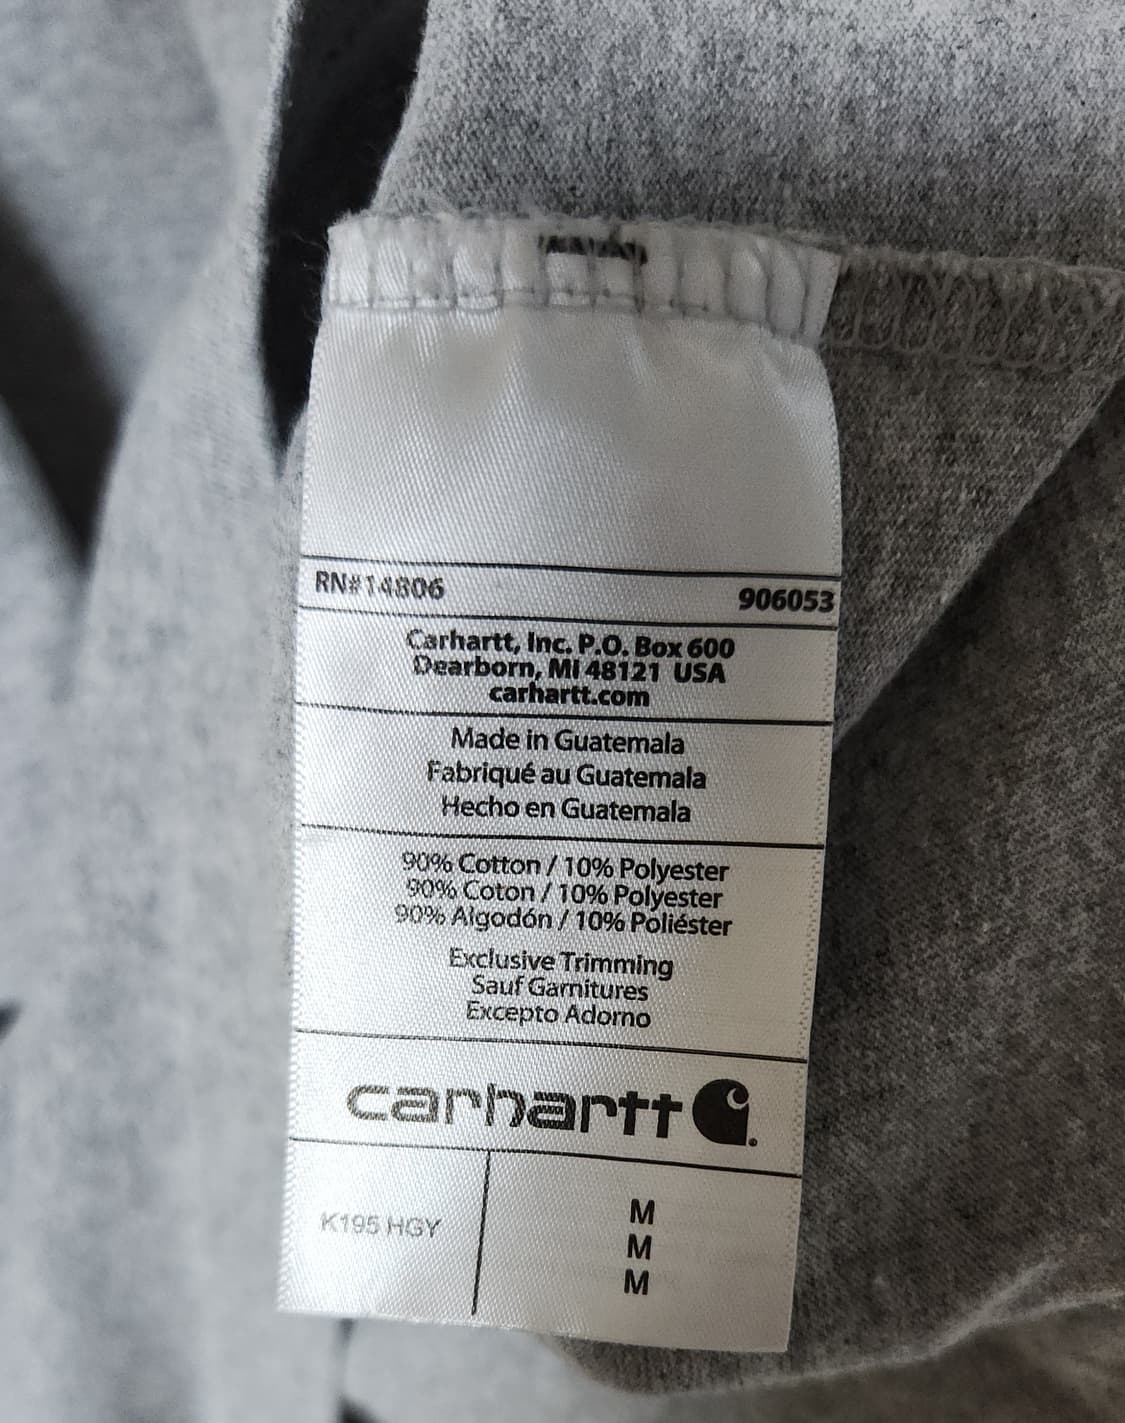 RN#14806 906053
Carhartt, Inc. P.O. Box 600
Dearborn, MI 48121 USA
carhartt.com
Made in Guatemala
Fabriqué au Guatemala
Hecho en Guatemala
90% Cotton / 10% Polyester
90% Coton / 10% Polyester
90% Algodón / 10% Poliéster
Exclusive Trimming
Sauf Garnitures
Excepto Adorno
carhartt
K195 HGY
M
M
M